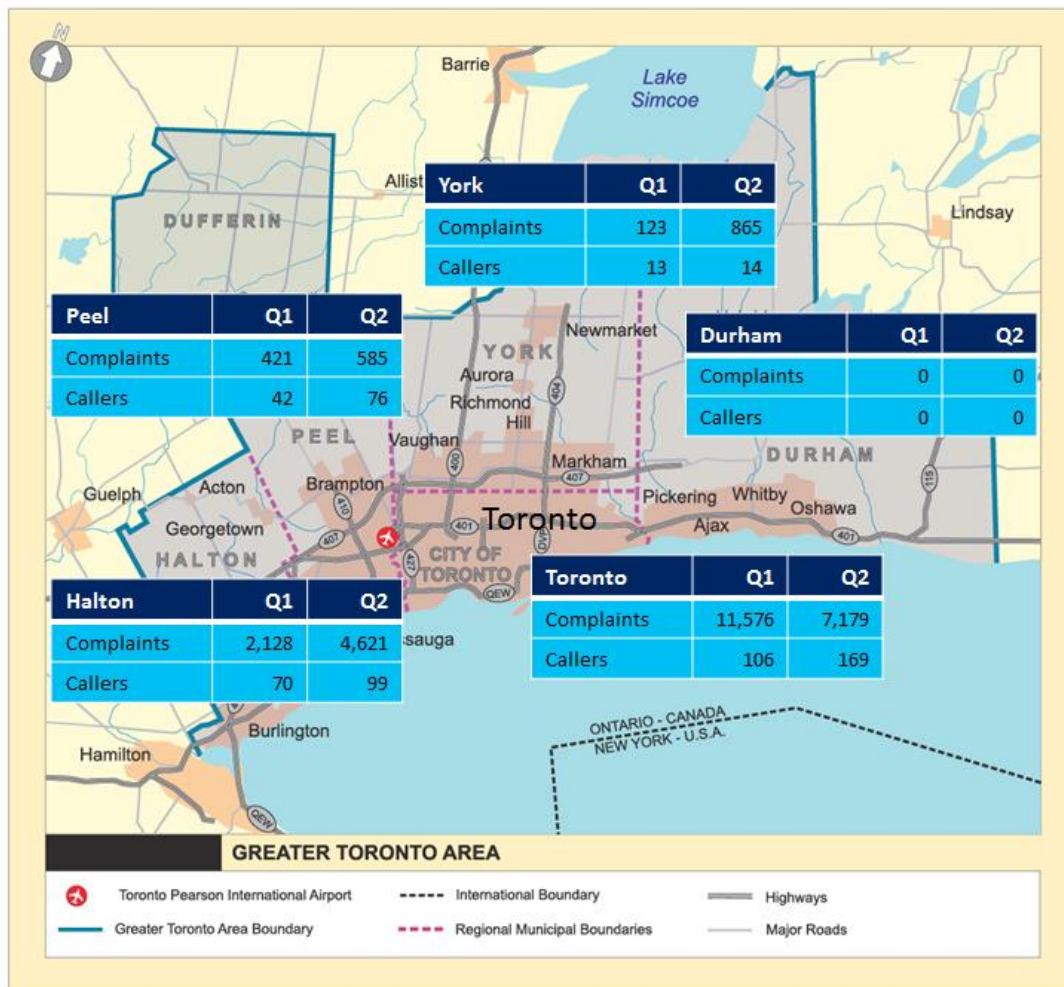 N
Barrie
Lake
Simcoe
York Q1 Q2
Complaints 123 865
Callers 13 14
Allist
DUFFERIN
Lindsay
Peel Q1 Q2
Complaints 421 585
Callers 42 76
Durham Q1 Q2
Complaints 0 0
Callers 0 0
Newmarket
YORK
Aurora
404
Richmond
Hill
PEEL
Vaughan
400
Markham
407
DURHAM
115
Guelph
Acton
Brampton
410
Pickering
Whitby
Oshawa
Ajax
401
Georgetown
407
401
Toronto
DVP
HALTON
427
CITY OF
TORONTO
QEW
Halton Q1 Q2
Complaints 2,128 4,621
Callers 70 99
ssauga
Toronto Q1 Q2
Complaints 11,576 7,179
Callers 106 169
Burlington
Hamilton
QEW
ONTARIO - CANADA
NEW YORK - U.S.A.
GREATER TORONTO AREA
Toronto Pearson International Airport
International Boundary
Highways
Greater Toronto Area Boundary
Regional Municipal Boundaries
Major Roads